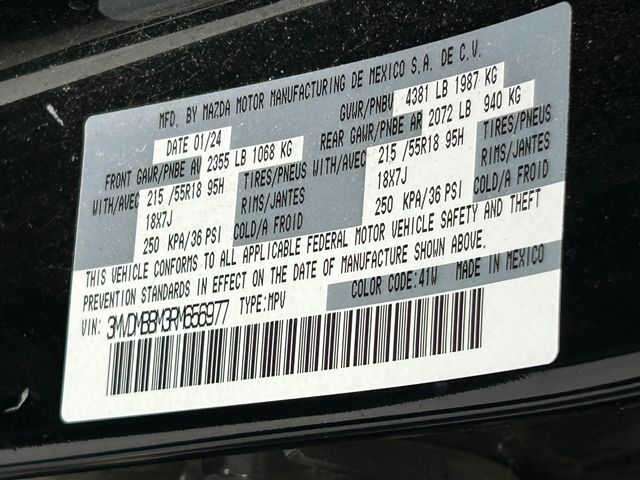 MFD. BY MAZDA MOTOR MANUFACTURING DE MEXICO S.A. DE C.V.
DATE 01/24 GVWR/PNBV 4381 LB 1987 KG
FRONT GAWR/PNBE AV 2355 LB 1068 KG REAR GAWR/PNBE AR 2072 LB 940 KG
WITH/AVEC 215 /55R18 95H TIRES/PNEUS WITH/AVEC 215 /55R18 95H TIRES/PNEUS
18X7J RIMS/JANTES 18X7J RIMS/JANTES
250 KPA/36 PSI COLD/A FROID 250 KPA/36 PSI COLD/A FROID
THIS VEHICLE CONFORMS TO ALL APPLICABLE FEDERAL MOTOR VEHICLE SAFETY AND THEFT
PREVENTION STANDARDS IN EFFECT ON THE DATE OF MANUFACTURE SHOWN ABOVE.
COLOR CODE:41W MADE IN MEXICO
VIN: 3MVDMBBM3RM656977 TYPE:MPV